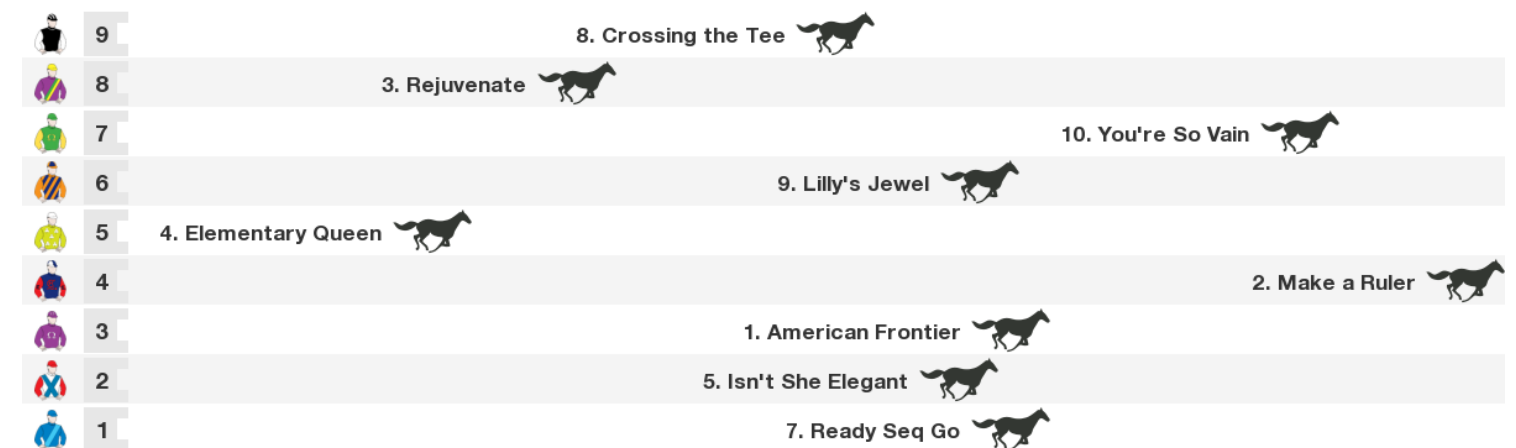 9 8. Crossing the Tee
8 3. Rejuvenate
7 10. You're So Vain
6 9. Lilly's Jewel
5 4. Elementary Queen
4 2. Make a Ruler
3 1. American Frontier
2 5. Isn't She Elegant
1 7. Ready Seq Go